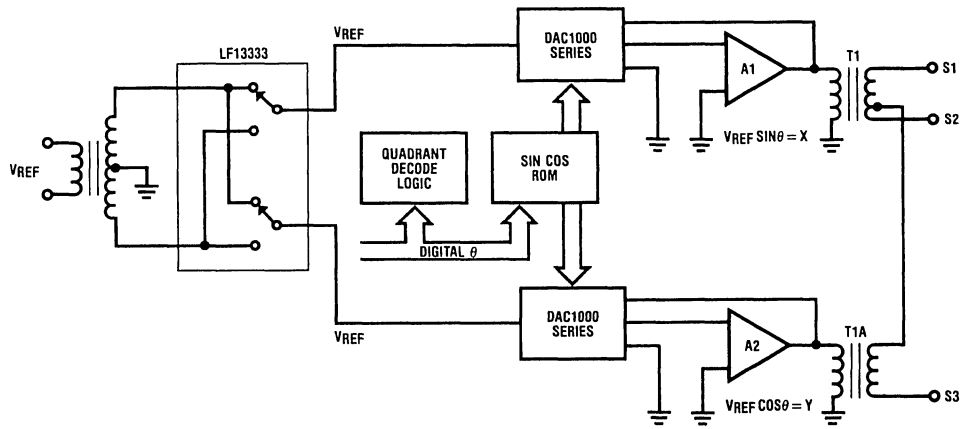 LF13333
VREF
DAC1000
SERIES
A1
T1
S1
S2
VREF SINθ = X
VREF
QUADRANT
DECODE
LOGIC
SIN COS
ROM
DIGITAL θ
VREF
DAC1000
SERIES
A2
T1A
S3
VREF COSθ = Y